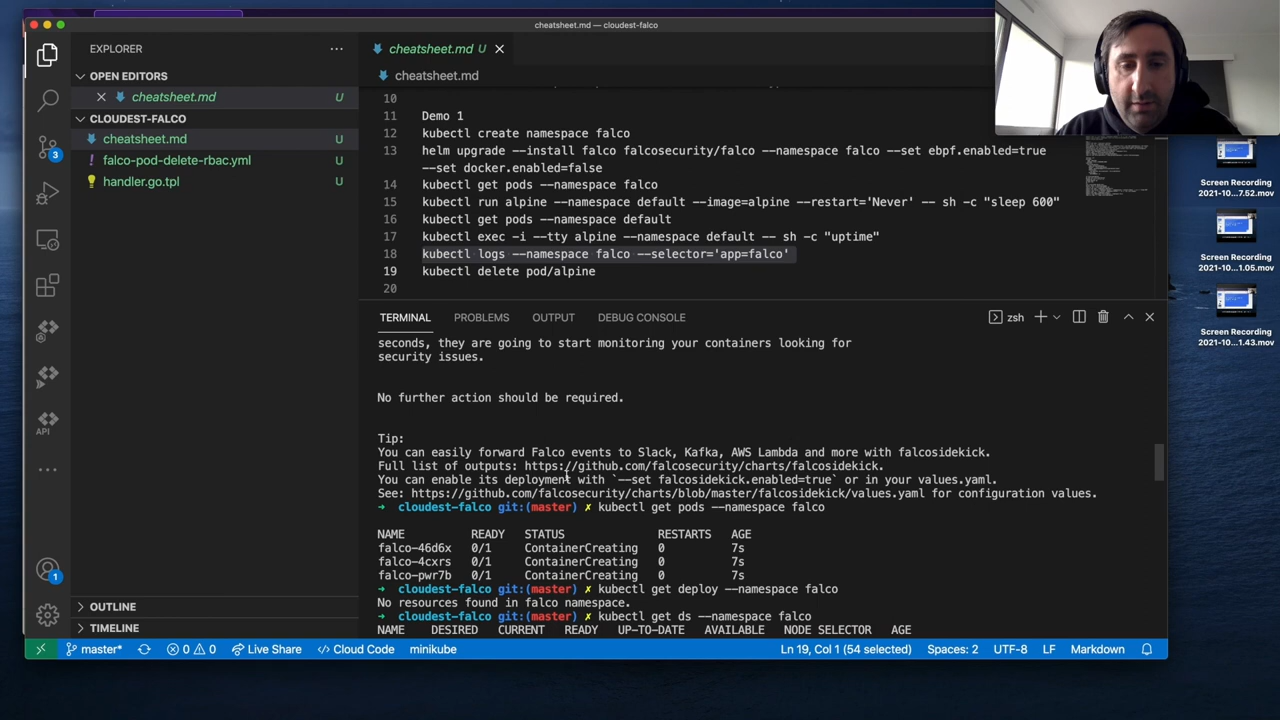 cheatsheet.md — cloudest-falco
EXPLORER
OPEN EDITORS
cheatsheet.md U
CLOUDEST-FALCO
cheatsheet.md U
falco-pod-delete-rbac.yml U
handler.go.tpl U
OUTLINE
TIMELINE
3
API
1
cheatsheet.md U
cheatsheet.md
10
11 Demo 1
12 kubectl create namespace falco
13 helm upgrade --install falco falcosecurity/falco --namespace falco --set ebpf.enabled=true
--set docker.enabled=false
14 kubectl get pods --namespace falco
15 kubectl run alpine --namespace default --image=alpine --restart='Never' -- sh -c "sleep 600"
16 kubectl get pods --namespace default
17 kubectl exec -i --tty alpine --namespace default -- sh -c "uptime"
18 kubectl logs --namespace falco --selector='app=falco'
19 kubectl delete pod/alpine
20
TERMINAL PROBLEMS OUTPUT DEBUG CONSOLE zsh
seconds, they are going to start monitoring your containers looking for
security issues.
No further action should be required.
Tip:
You can easily forward Falco events to Slack, Kafka, AWS Lambda and more with falcosidekick.
Full list of outputs: https://github.com/falcosecurity/charts/falcosidekick.
You can enable its deployment with `--set falcosidekick.enabled=true` or in your values.yaml.
See: https://github.com/falcosecurity/charts/blob/master/falcosidekick/values.yaml for configuration values.
➜ cloudest-falco git:(master) ✗ kubectl get pods --namespace falco
NAME READY STATUS RESTARTS AGE
falco-46d6x 0/1 ContainerCreating 0 7s
falco-4cxrs 0/1 ContainerCreating 0 7s
falco-pwr7b 0/1 ContainerCreating 0 7s
➜ cloudest-falco git:(master) ✗ kubectl get deploy --namespace falco
No resources found in falco namespace.
➜ cloudest-falco git:(master) ✗ kubectl get ds --namespace falco
NAME DESIRED CURRENT READY UP-TO-DATE AVAILABLE NODE SELECTOR AGE
master* 0 0 Live Share Cloud Code minikube Ln 19, Col 1 (54 selected) Spaces: 2 UTF-8 LF Markdown
Screen Recording
2021-10...7.52.mov
Screen Recording
2021-10...1.05.mov
Screen Recording
2021-10...1.43.mov